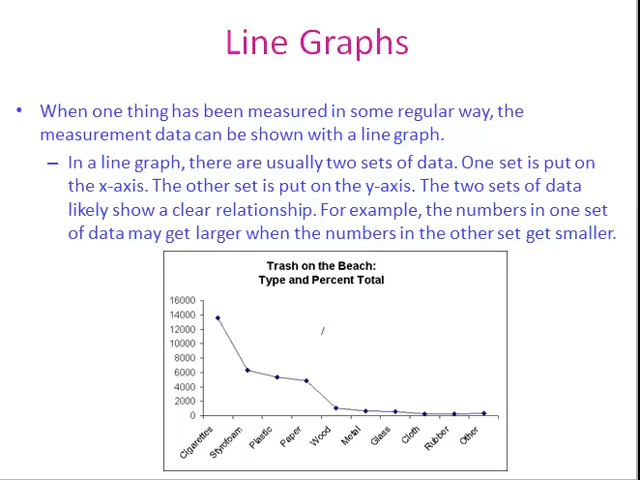 Line Graphs
• When one thing has been measured in some regular way, the
measurement data can be shown with a line graph.
– In a line graph, there are usually two sets of data. One set is put on
the x-axis. The other set is put on the y-axis. The two sets of data
likely show a clear relationship. For example, the numbers in one set
of data may get larger when the numbers in the other set get smaller.
Trash on the Beach:
Type and Percent Total
16000
14000
12000
10000
8000
6000
4000
2000
0
/
Cigarettes
Styrofoam
Plastic
Paper
Wood
Metal
Glass
Cloth
Rubber
Other